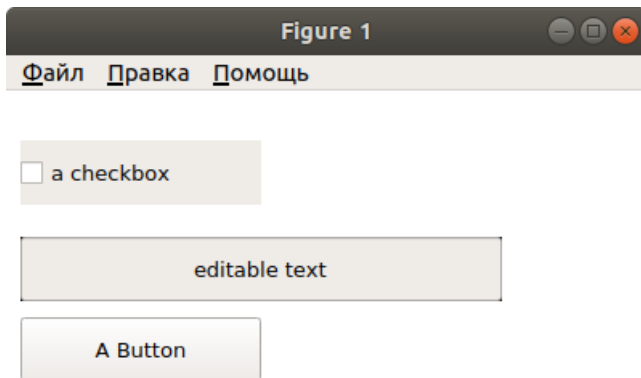 Figure 1
Файл Правка Помощь
a checkbox
editable text
A Button